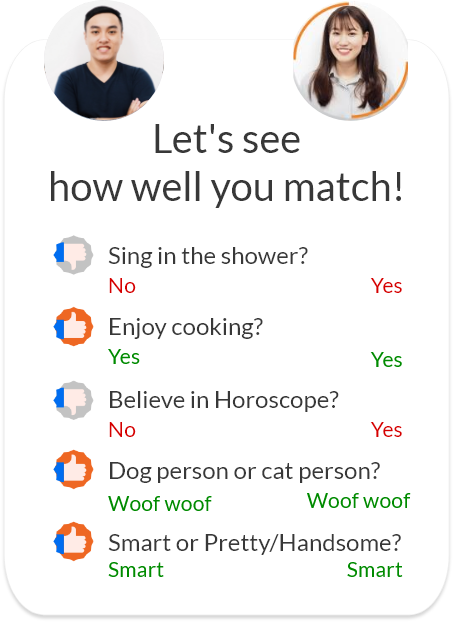 Let's see
how well you match!
Sing in the shower?
No Yes
Enjoy cooking?
Yes Yes
Believe in Horoscope?
No Yes
Dog person or cat person?
Woof woof Woof woof
Smart or Pretty/Handsome?
Smart Smart